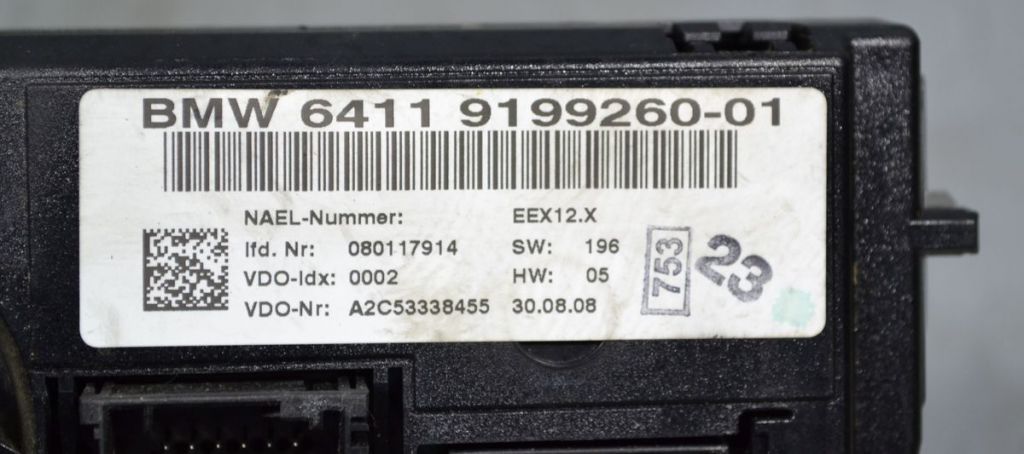 BMW 6411 9199260-01
NAEL-Nummer: EEX12.X
lfd. Nr: 080117914 SW: 196
VDO-Idx: 0002 HW: 05
VDO-Nr: A2C53338455 30.08.08
753
23